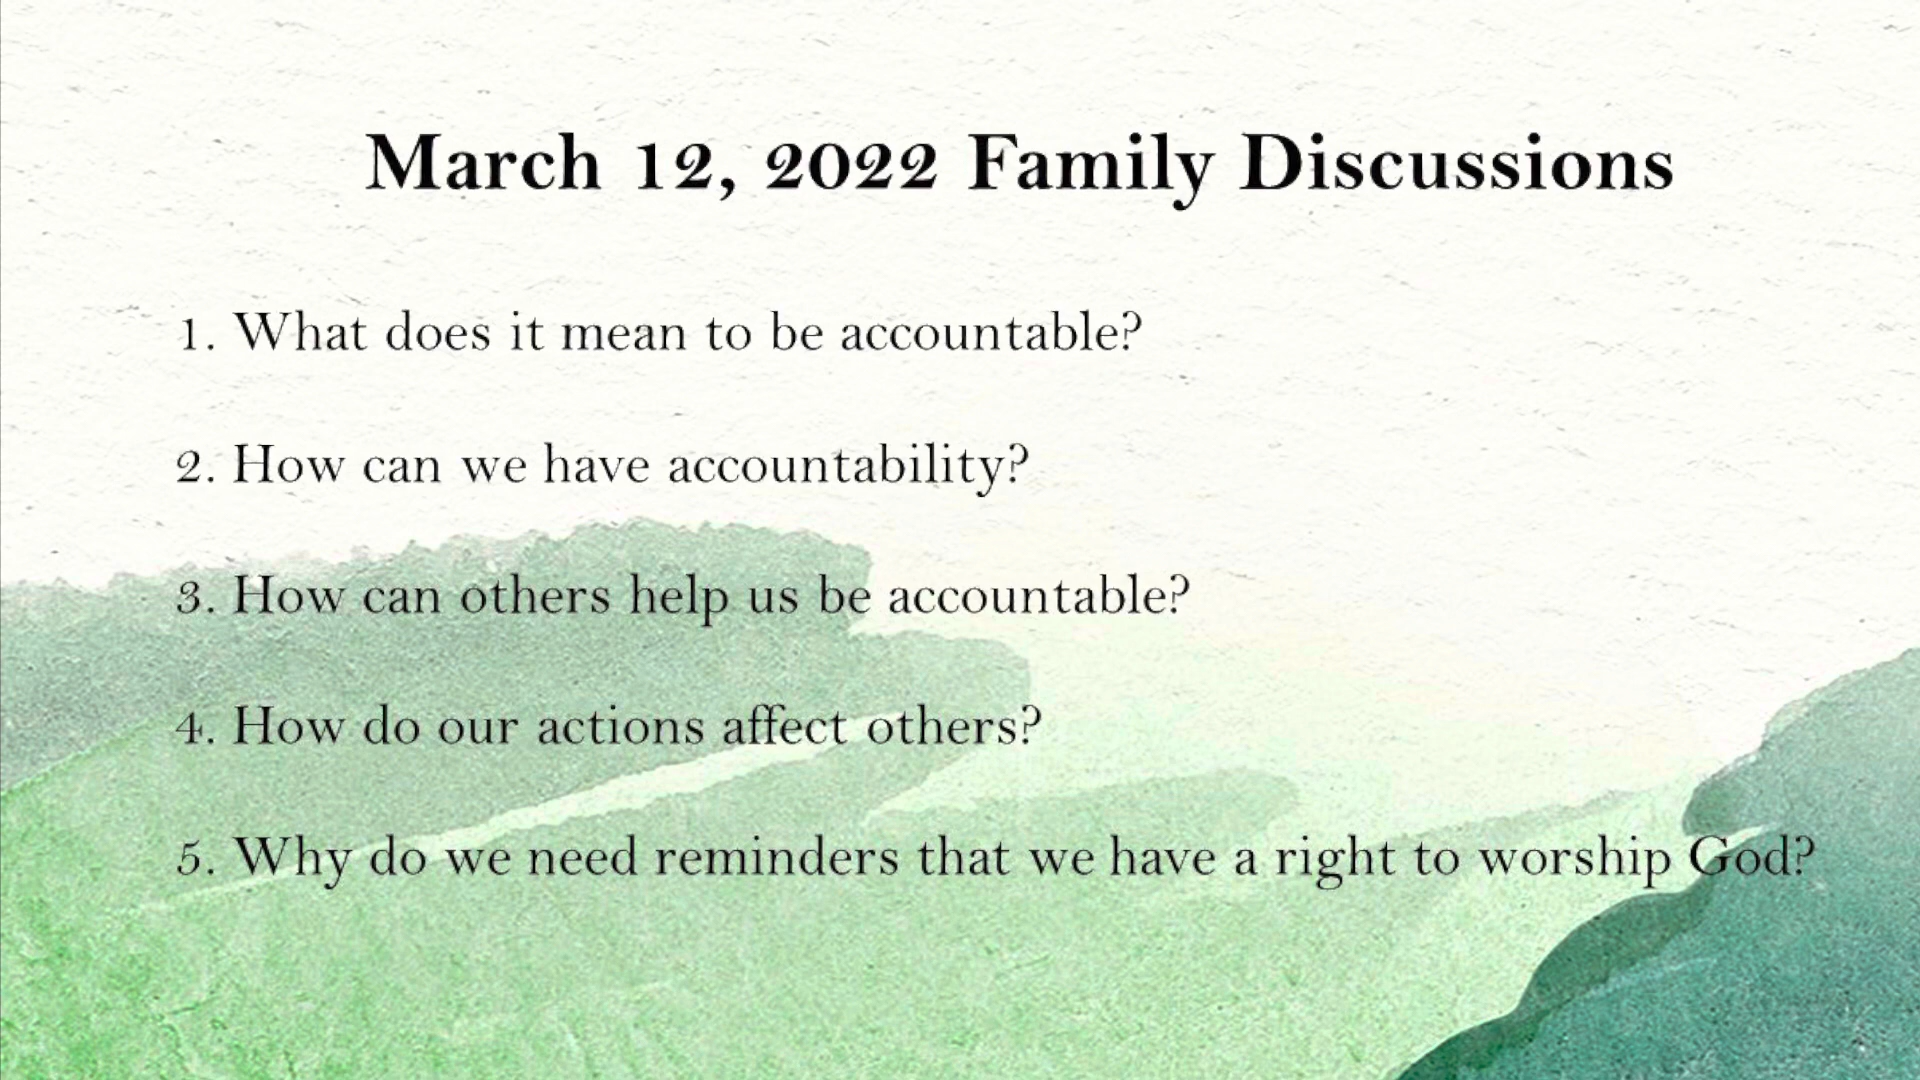 March 12, 2022 Family Discussions
1. What does it mean to be accountable?
2. How can we have accountability?
3. How can others help us be accountable?
4. How do our actions affect others?
5. Why do we need reminders that we have a right to worship God?